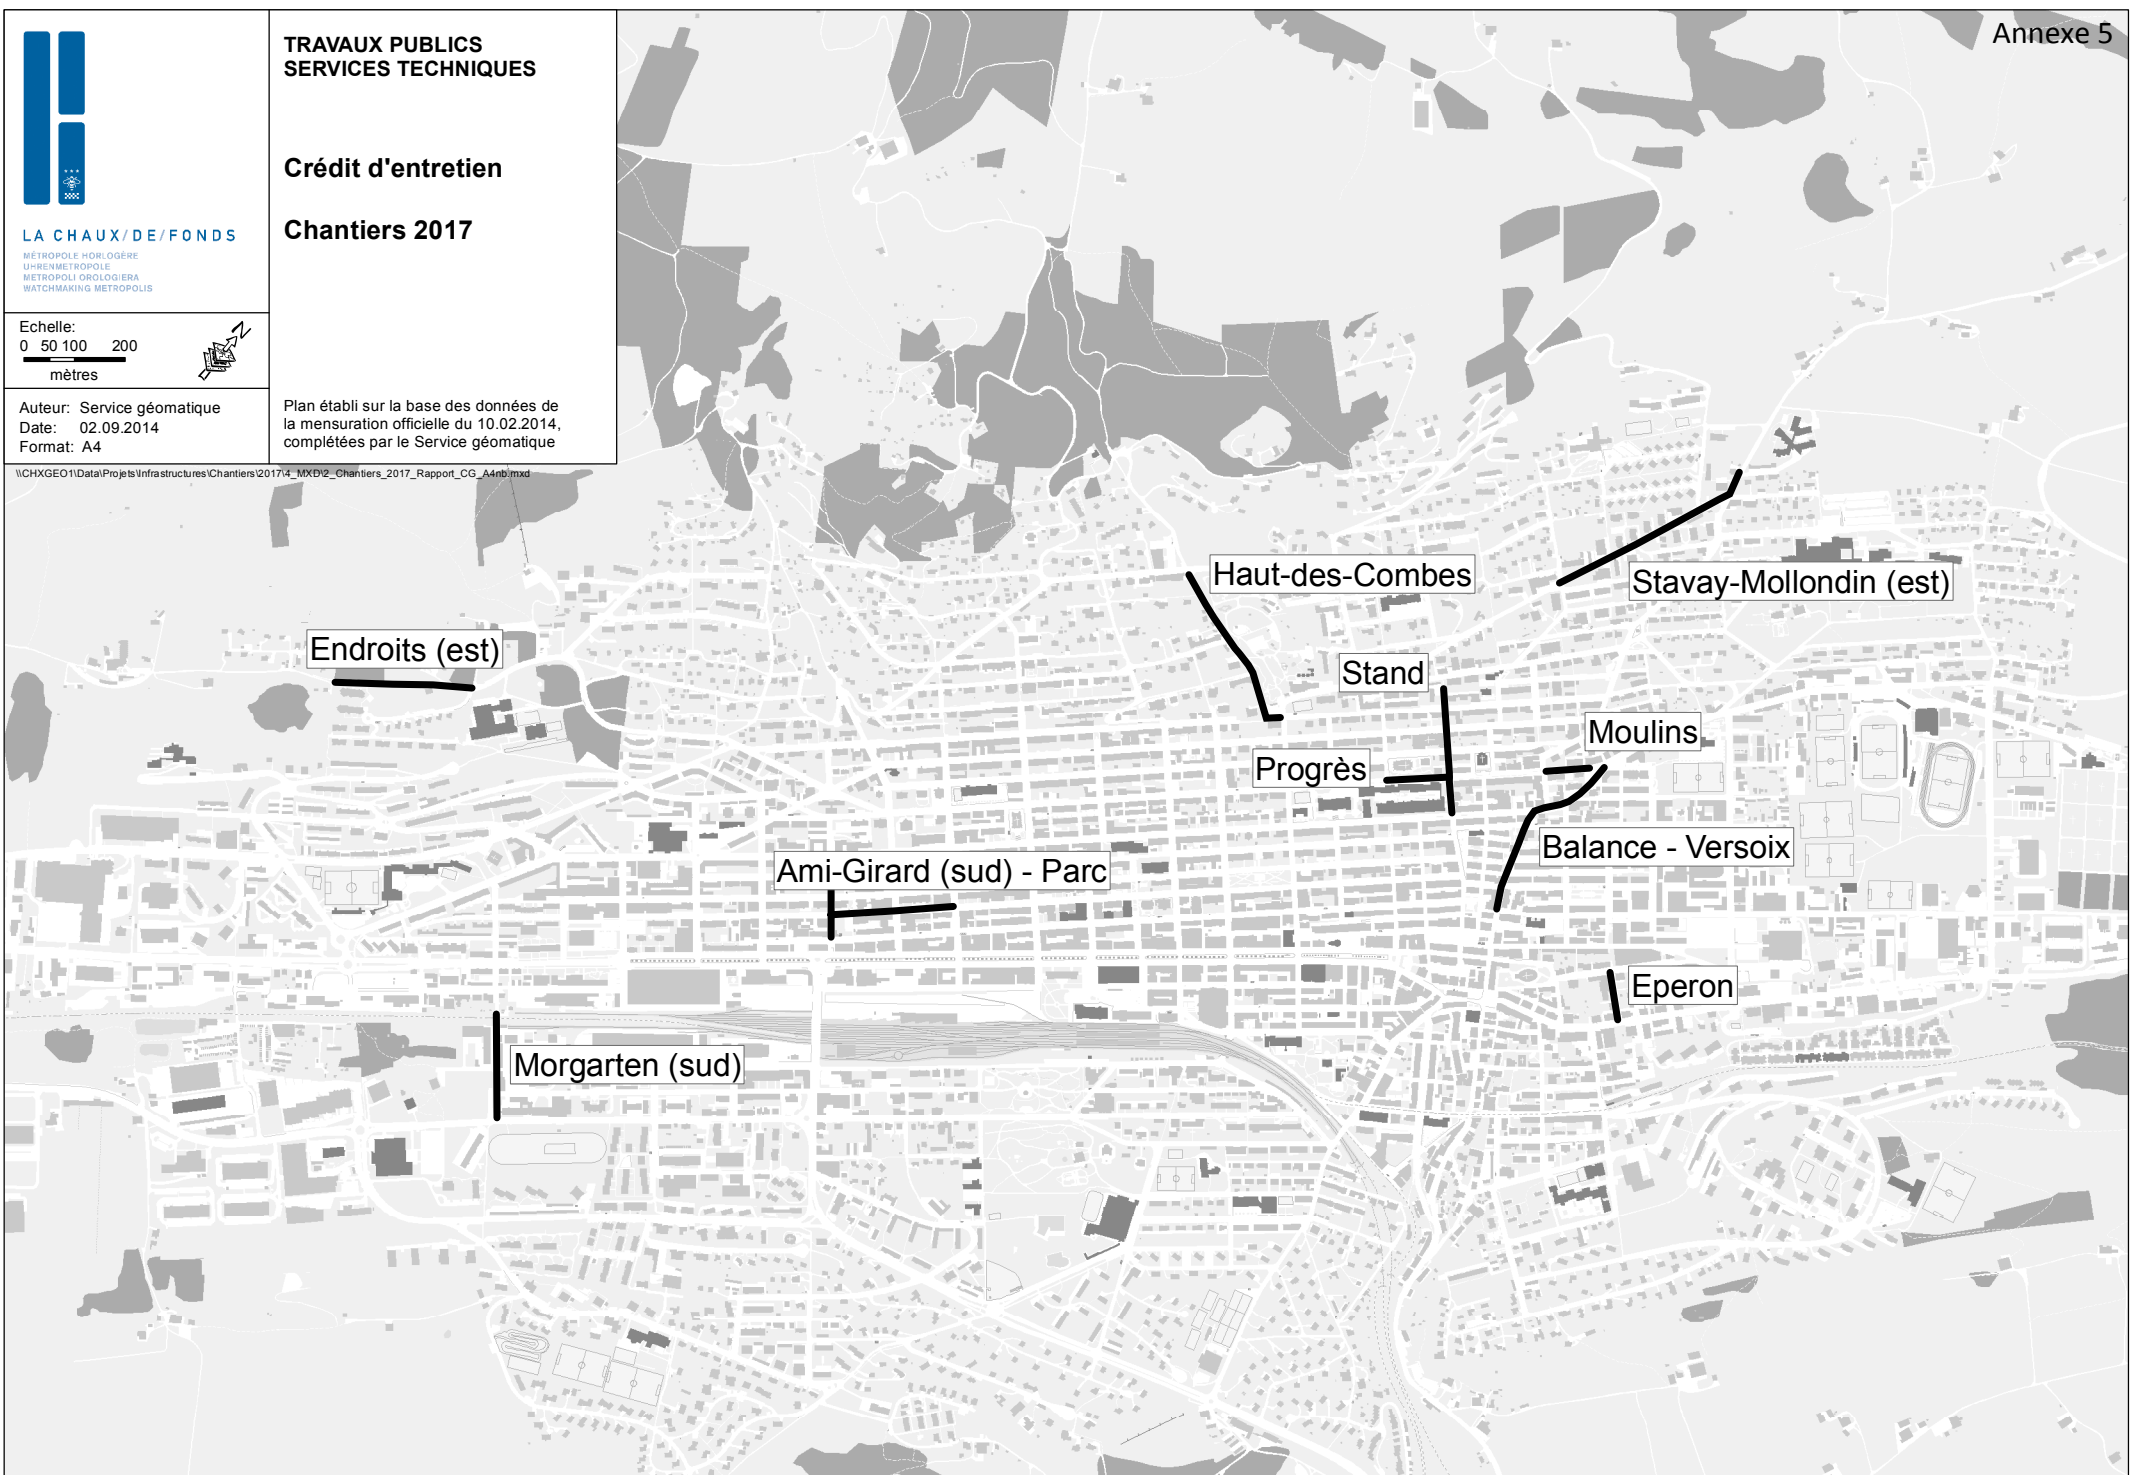 Annexe 5
LA CHAUX/DE/FONDS
MÉTROPOLE HORLOGÈRE
UHRENMETROPOLE
METROPOLI OROLOGIERA
WATCHMAKING METROPOLIS
TRAVAUX PUBLICS
SERVICES TECHNIQUES
Crédit d'entretien
Chantiers 2017
Echelle:
0 50 100 200
mètres
N
Auteur: Service géomatique
Date: 02.09.2014
Format: A4
Plan établi sur la base des données de
la mensuration officielle du 10.02.2014,
complétées par le Service géomatique
\\CHXGEO1\Data\Projets\Infrastructures\Chantiers\2017\4_MXD\2_Chantiers_2017_Rapport_CG_A4nb.mxd
Haut-des-Combes
Stavay-Mollondin (est)
Endroits (est)
Stand
Moulins
Progrès
Balance - Versoix
Ami-Girard (sud) - Parc
Eperon
Morgarten (sud)